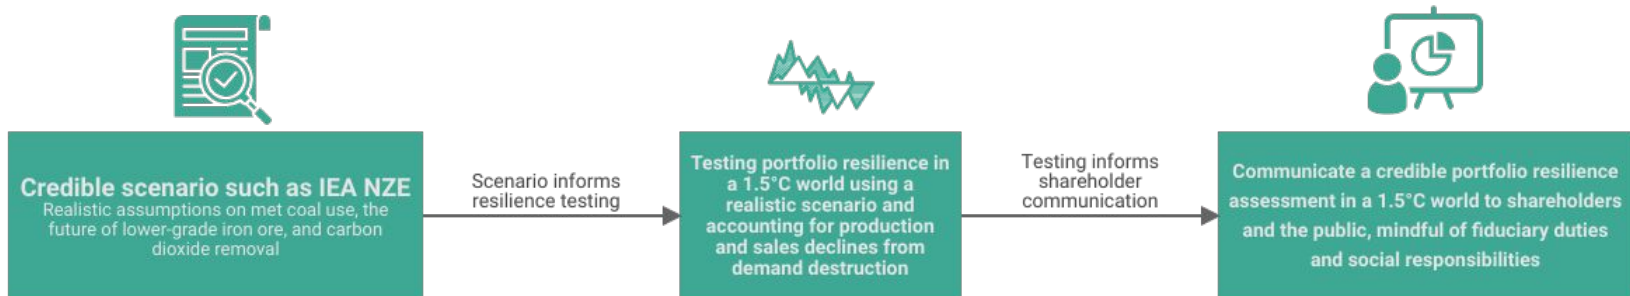 Credible scenario such as IEA NZE
Realistic assumptions on met coal use, the
future of lower-grade iron ore, and carbon
dioxide removal
Scenario informs
resilience testing
Testing portfolio resilience in
a 1.5°C world using a
realistic scenario and
accounting for production
and sales declines from
demand destruction
Testing informs
shareholder
communication
Communicate a credible portfolio resilience
assessment in a 1.5°C world to shareholders
and the public, mindful of fiduciary duties
and social responsibilities